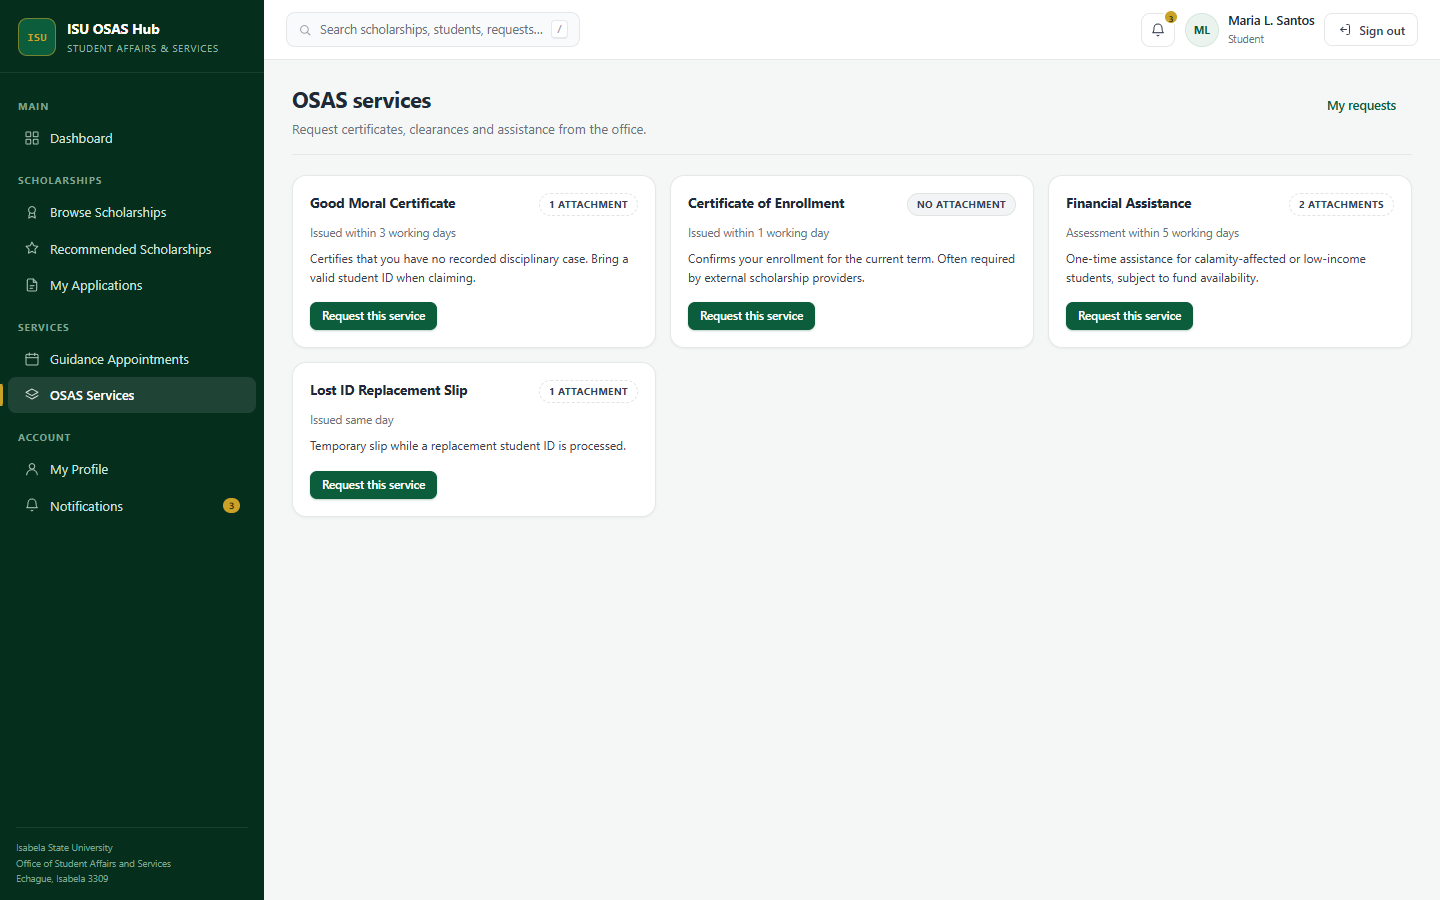 ISU
ISU OSAS Hub
STUDENT AFFAIRS & SERVICES
MAIN
Dashboard
SCHOLARSHIPS
Browse Scholarships
Recommended Scholarships
My Applications
SERVICES
Guidance Appointments
OSAS Services
ACCOUNT
My Profile
Notifications 3
Isabela State University
Office of Student Affairs and Services
Echague, Isabela 3309
Search scholarships, students, requests... /
3
ML
Maria L. Santos
Student
Sign out
OSAS services
Request certificates, clearances and assistance from the office.
My requests
Good Moral Certificate
1 ATTACHMENT
Issued within 3 working days
Certifies that you have no recorded disciplinary case. Bring a
valid student ID when claiming.
Request this service
Certificate of Enrollment
NO ATTACHMENT
Issued within 1 working day
Confirms your enrollment for the current term. Often required
by external scholarship providers.
Request this service
Financial Assistance
2 ATTACHMENTS
Assessment within 5 working days
One-time assistance for calamity-affected or low-income
students, subject to fund availability.
Request this service
Lost ID Replacement Slip
1 ATTACHMENT
Issued same day
Temporary slip while a replacement student ID is processed.
Request this service